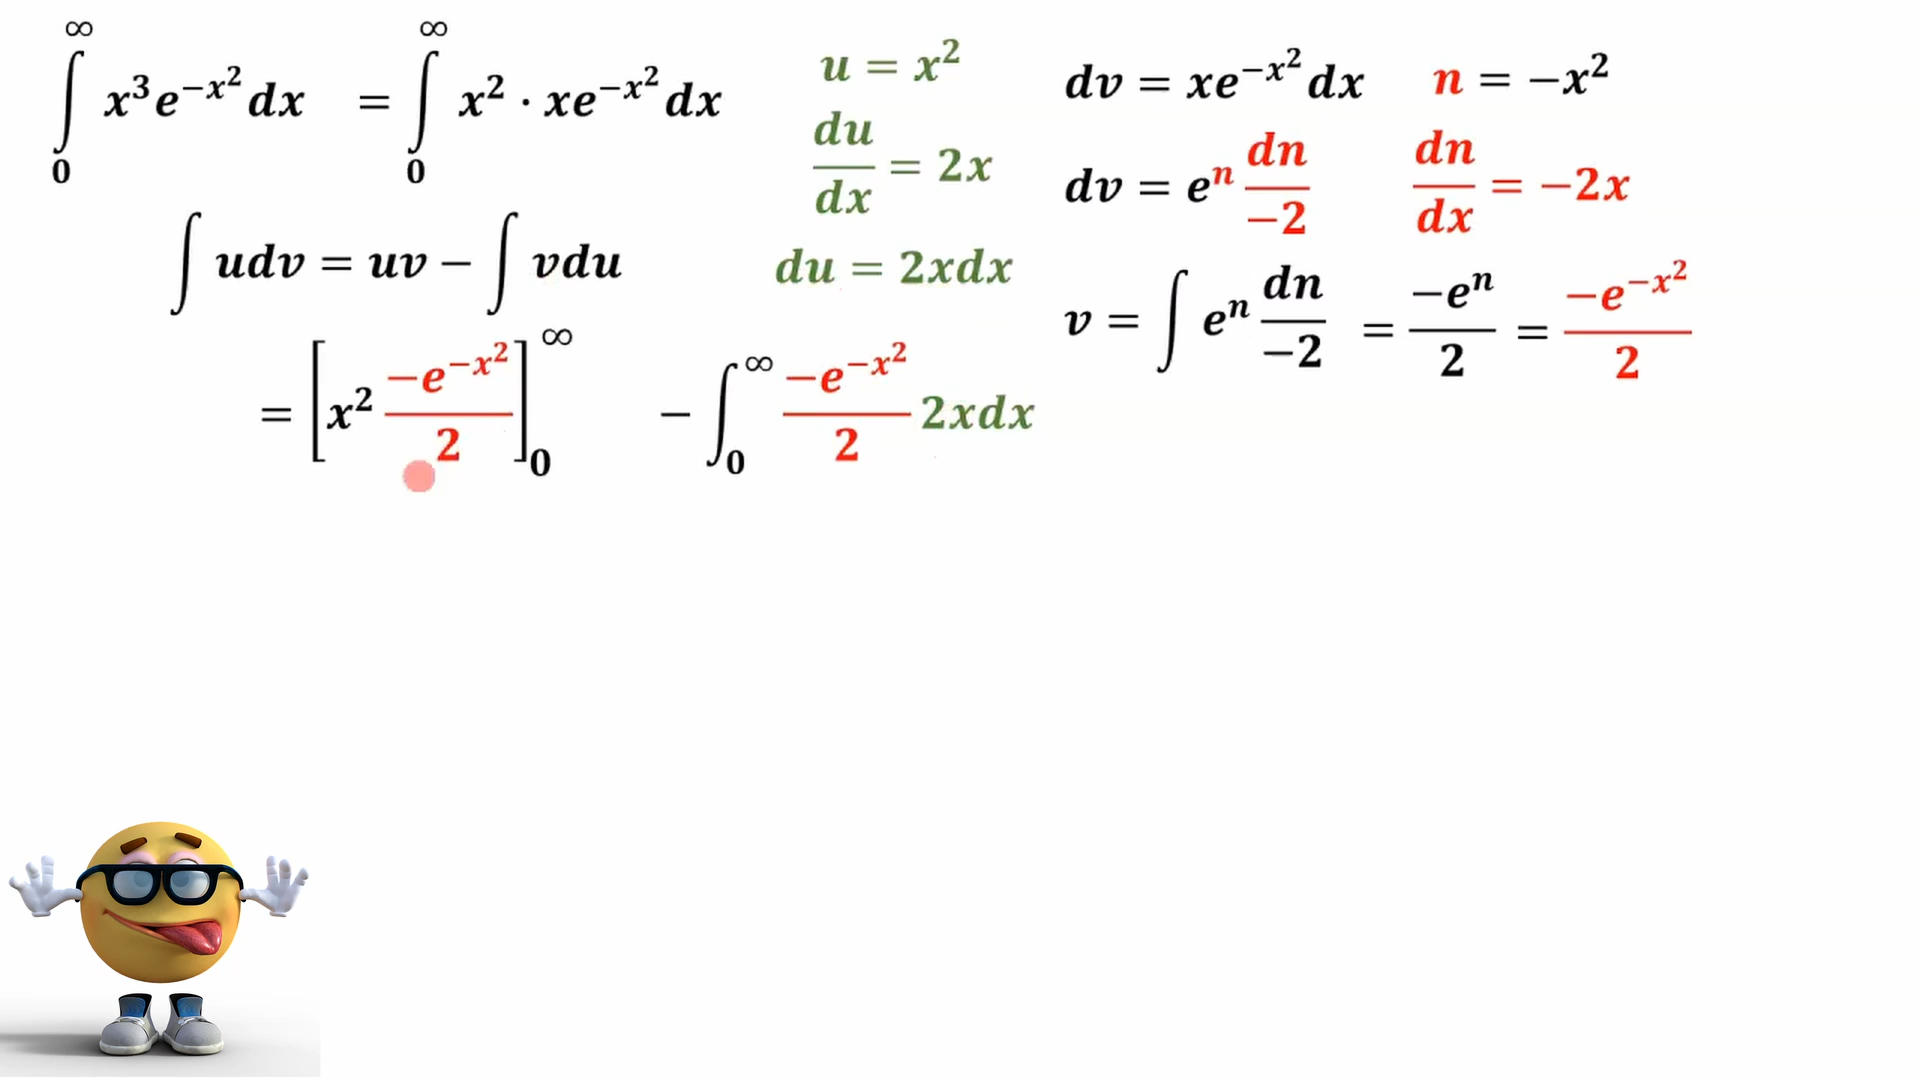 ∫₀^∞ x³e^{−x²}dx = ∫₀^∞ x² · xe^{−x²}dx
∫ udv = uv − ∫ vdu
= [x² (−e^{−x²})/2]₀^∞ − ∫₀^∞ (−e^{−x²})/2 2xdx
u = x²
du/dx = 2x
du = 2xdx
dv = xe^{−x²}dx n = −x²
dv = eⁿ dn/−2 dn/dx = −2x
v = ∫ eⁿ dn/−2 = −eⁿ/2 = −e^{−x²}/2